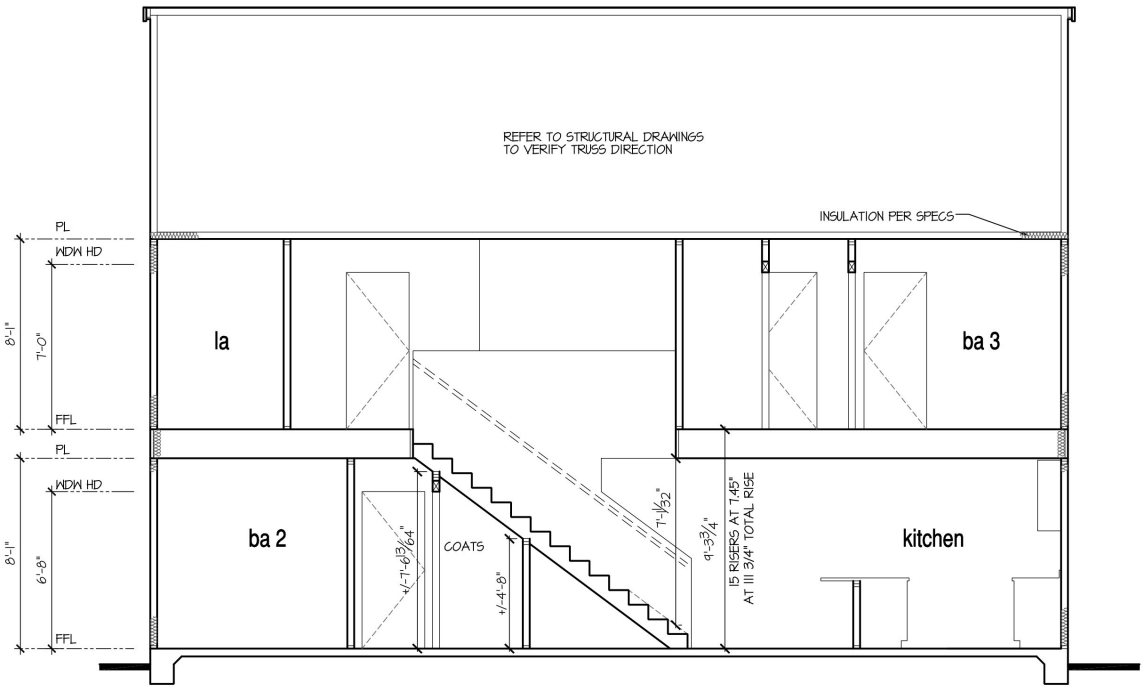 REFER TO STRUCTURAL DRAWINGS
TO VERIFY TRUSS DIRECTION
INSULATION PER SPECS
PL
WDW HD
8'-1"
7'-0"
la
ba 3
FFL
PL
WDW HD
8'-1"
6'-8"
ba 2
+/-7'-6 13/64"
COATS
+/-4'-8"
7'-1/32"
9'-3 3/4"
15 RISERS AT 7.45"
AT 111 3/4" TOTAL RISE
kitchen
FFL